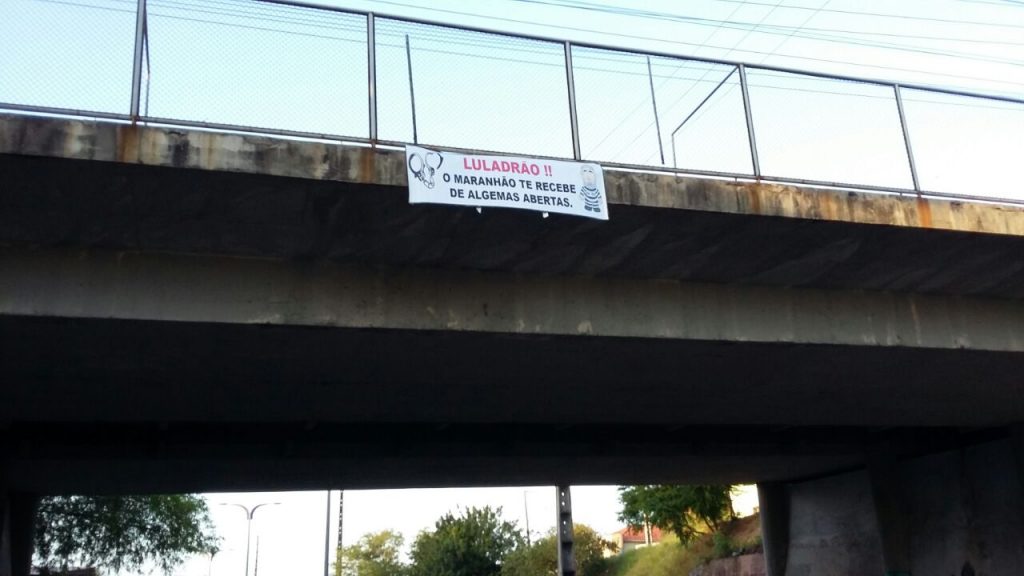 LULADRÃO !!
O MARANHÃO TE RECEBE
DE ALGEMAS ABERTAS.